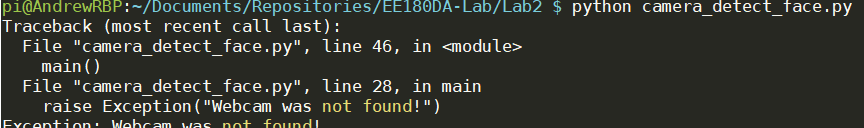 pi@AndrewRBP:~/Documents/Repositories/EE180DA-Lab/Lab2 $ python camera_detect_face.py
Traceback (most recent call last):
  File "camera_detect_face.py", line 46, in <module>
    main()
  File "camera_detect_face.py", line 28, in main
    raise Exception("Webcam was not found!")
Exception: Webcam was not found!